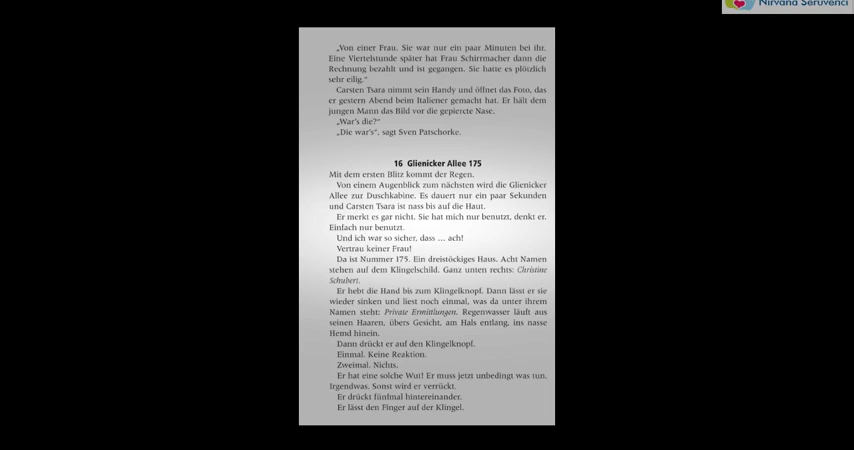 Nirvana Serüvenci
„Von einer Frau. Sie war nur ein paar Minuten bei ihr.
Eine Viertelstunde später hat Frau Schirrmacher dann die
Rechnung bezahlt und ist gegangen. Sie hatte es plötzlich
sehr eilig.“
Carsten Tsara nimmt sein Handy und öffnet das Foto, das
er gestern Abend beim Italiener gemacht hat. Er hält dem
jungen Mann das Bild vor die gepiercte Nase.
„War's die?“
„Die war's“, sagt Sven Patschorke.
16 Glienicker Allee 175
Mit dem ersten Blitz kommt der Regen.
Von einem Augenblick zum nächsten wird die Glienicker
Allee zur Duschkabine. Es dauert nur ein paar Sekunden
und Carsten Tsara ist nass bis auf die Haut.
Er merkt es gar nicht. Sie hat mich nur benutzt, denkt er.
Einfach nur benutzt.
Und ich war so sicher, dass … ach!
Vertrau keiner Frau!
Da ist Nummer 175. Ein dreistöckiges Haus. Acht Namen
stehen auf dem Klingelschild. Ganz unten rechts: Christine
Schubert.
Er hebt die Hand bis zum Klingelknopf. Dann lässt er sie
wieder sinken und liest noch einmal, was da unter ihrem
Namen steht: Private Ermittlungen. Regenwasser läuft aus
seinen Haaren, übers Gesicht, am Hals entlang, ins nasse
Hemd hinein.
Dann drückt er auf den Klingelknopf.
Einmal. Keine Reaktion.
Zweimal. Nichts.
Er hat eine solche Wut! Er muss jetzt unbedingt was tun.
Irgendwas. Sonst wird er verrückt.
Er drückt fünfmal hintereinander.
Er lässt den Finger auf der Klingel.